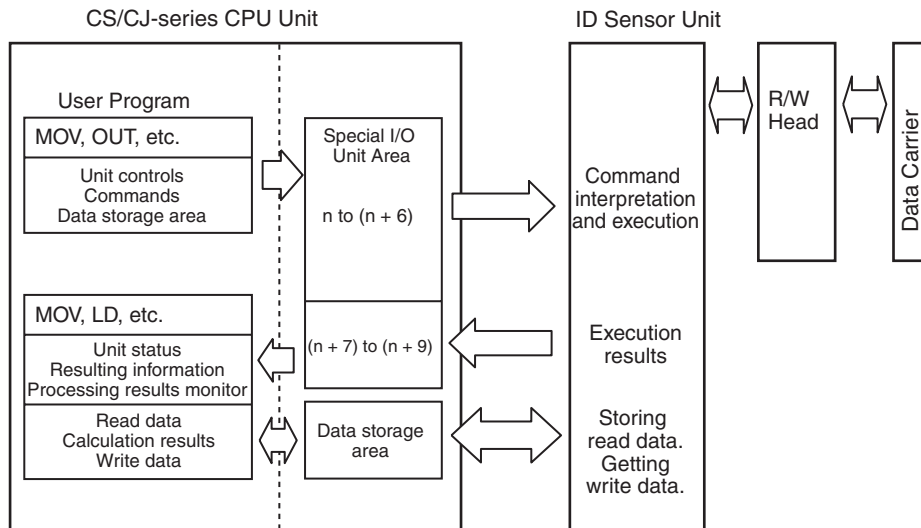 CS/CJ-series CPU Unit
ID Sensor Unit
User Program
MOV, OUT, etc.
Unit controls
Commands
Data storage area
Special I/O
Unit Area
n to (n + 6)
Command
interpretation
and execution
R/W
Head
Data Carrier
MOV, LD, etc.
Unit status
Resulting information
Processing results monitor
(n + 7) to (n + 9)
Execution
results
Read data
Calculation results
Write data
Data storage
area
Storing
read data.
Getting
write data.